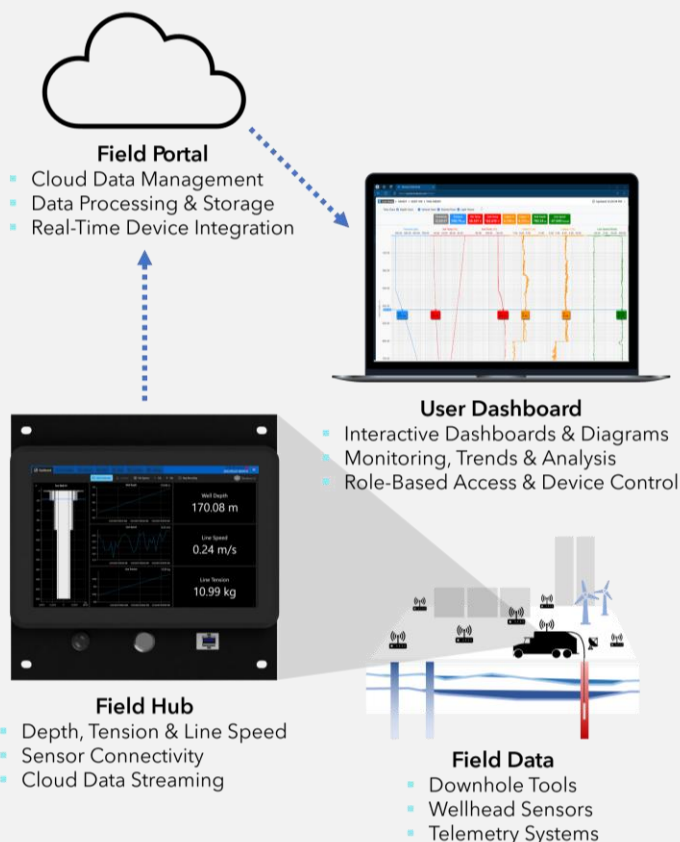 Field Portal
Cloud Data Management
Data Processing & Storage
Real-Time Device Integration
User Dashboard
Interactive Dashboards & Diagrams
Monitoring, Trends & Analysis
Role-Based Access & Device Control
Well Depth
170.08 m
Line Speed
0.24 m/s
Line Tension
10.99 kg
Field Hub
Depth, Tension & Line Speed
Sensor Connectivity
Cloud Data Streaming
Field Data
Downhole Tools
Wellhead Sensors
Telemetry Systems